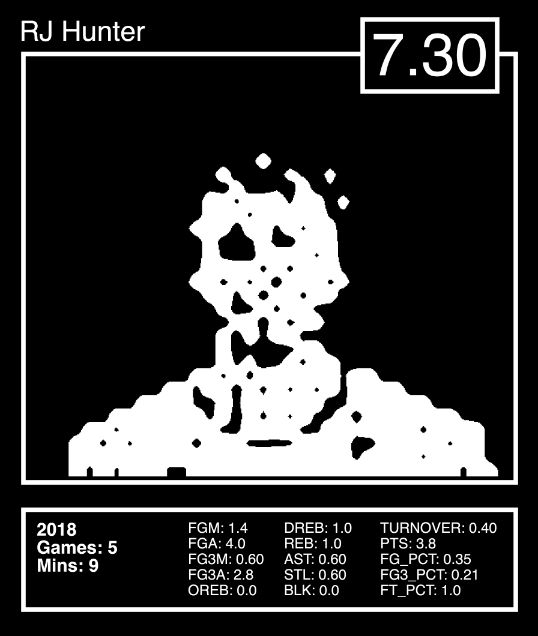 RJ Hunter
7.30
2018
Games: 5
Mins: 9
FGM: 1.4
FGA: 4.0
FG3M: 0.60
FG3A: 2.8
OREB: 0.0
DREB: 1.0
REB: 1.0
AST: 0.60
STL: 0.60
BLK: 0.0
TURNOVER: 0.40
PTS: 3.8
FG_PCT: 0.35
FG3_PCT: 0.21
FT_PCT: 1.0